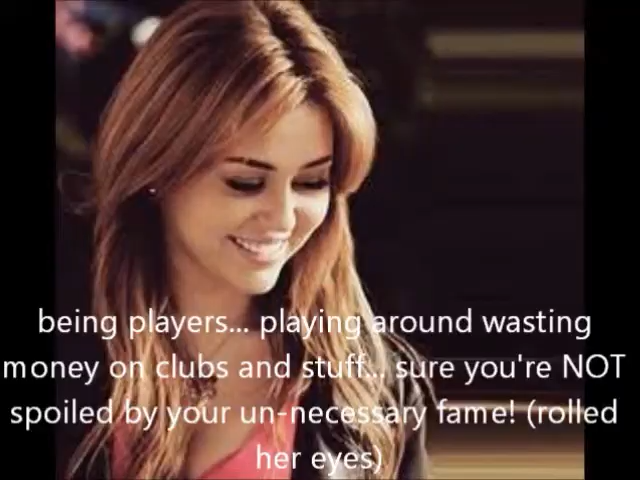 being players... playing around wasting
money on clubs and stuff... sure you're NOT
spoiled by your un-necessary fame! (rolled
her eyes)